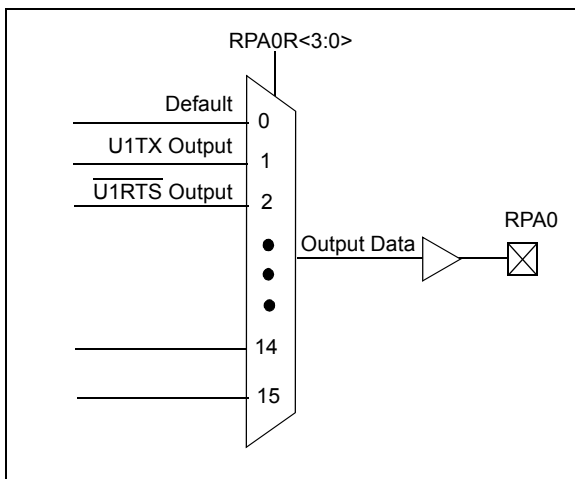 RPA0R<3:0>
Default
0
U1TX Output
1
U1RTS Output
2
RPA0
Output Data
14
15